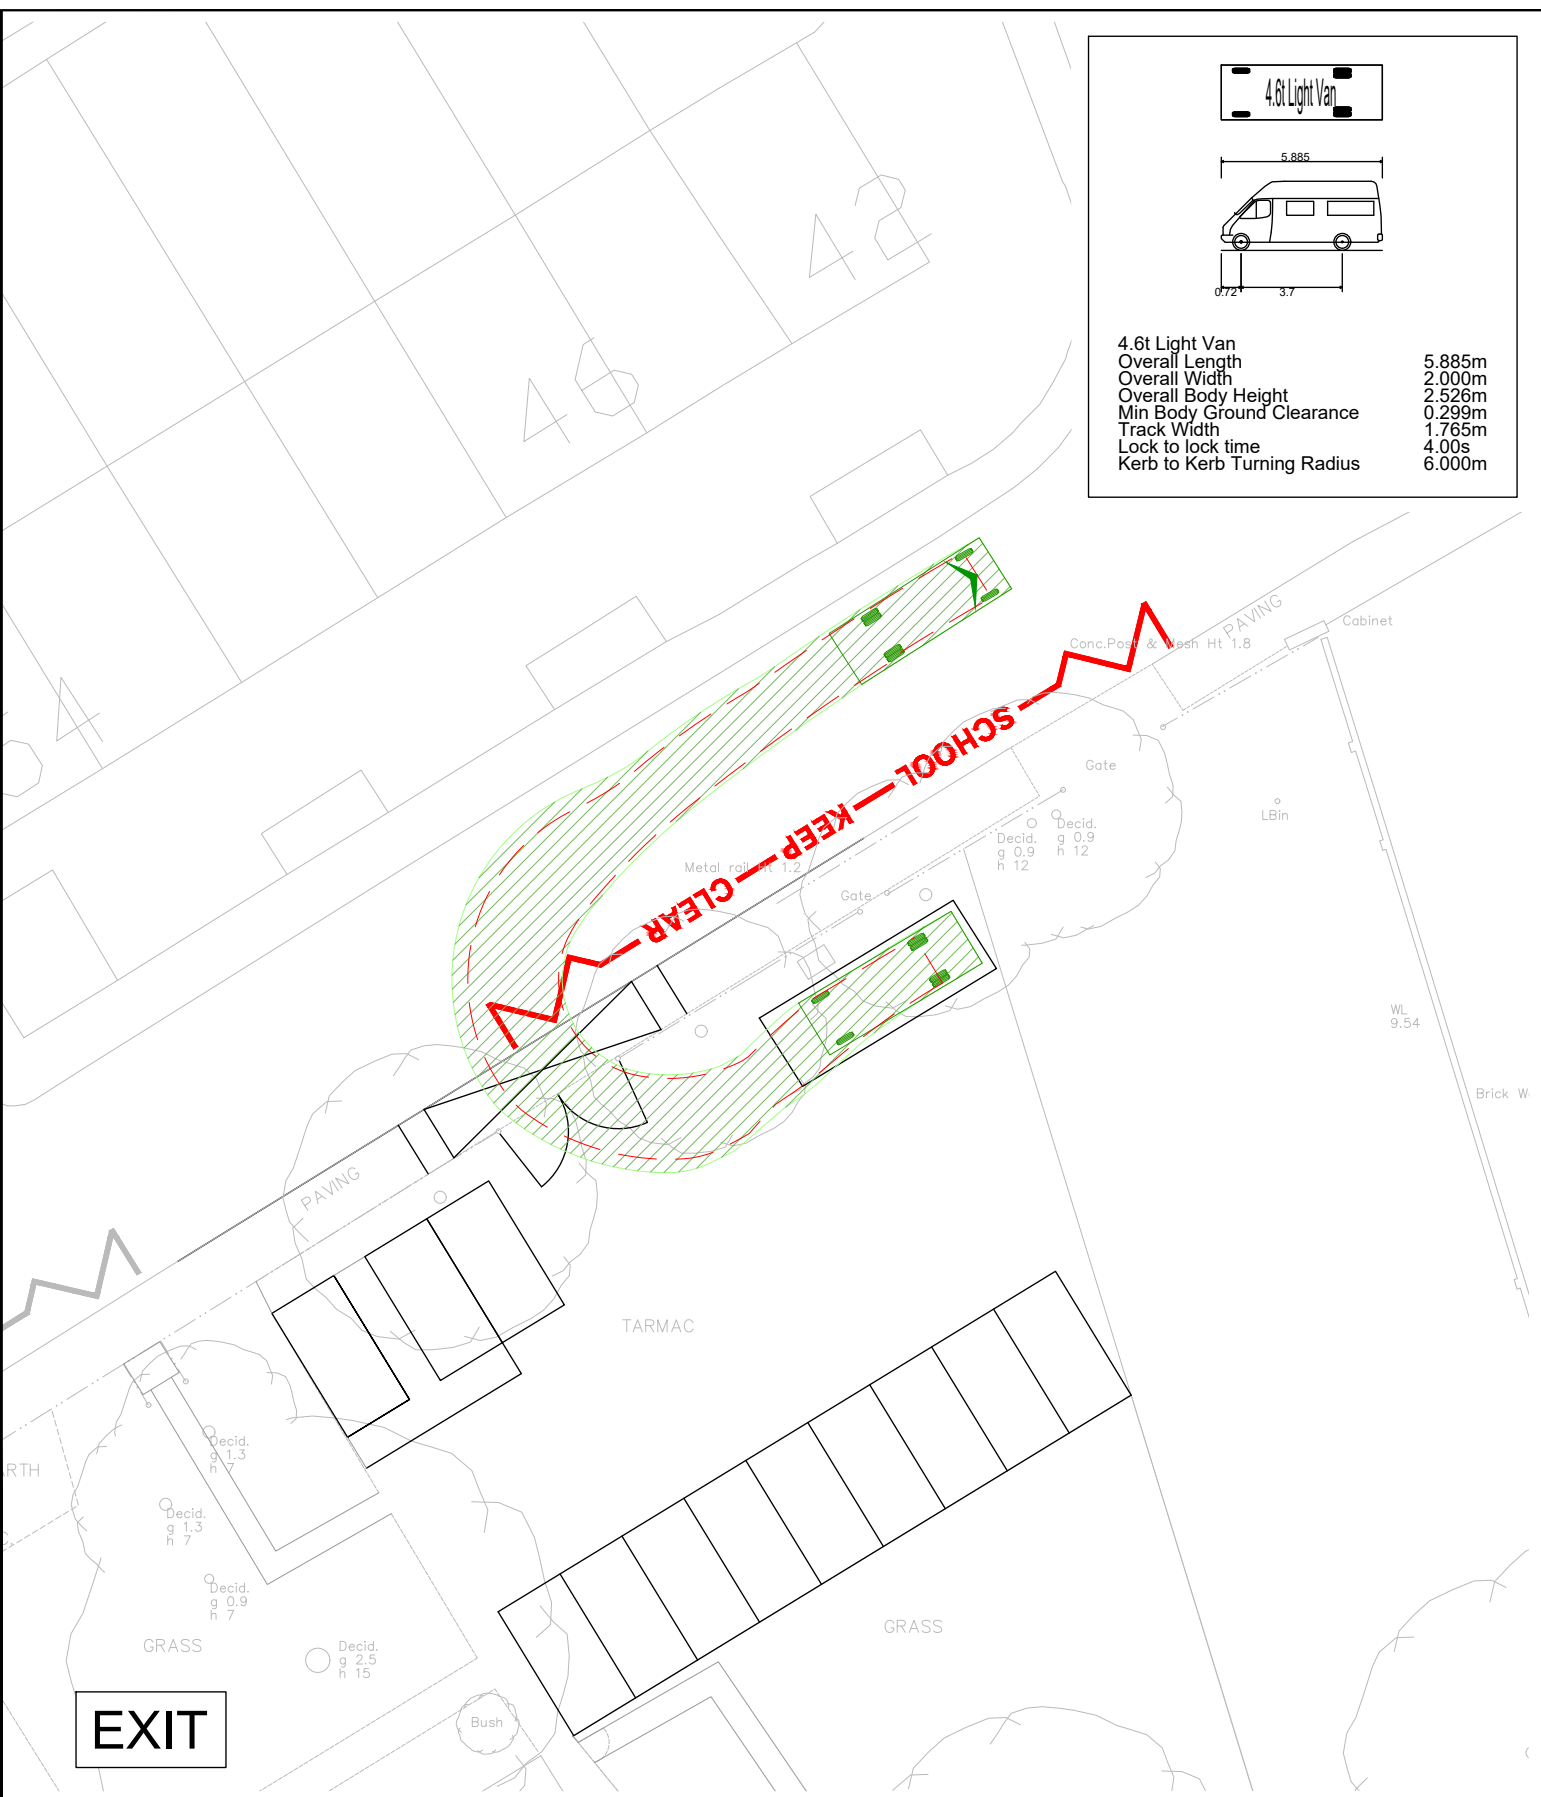 4.6t Light Van
5.885
0.72
3.7
4.6t Light Van
Overall Length 5.885m
Overall Width 2.000m
Overall Body Height 2.526m
Min Body Ground Clearance 0.299m
Track Width 1.765m
Lock to lock time 4.00s
Kerb to Kerb Turning Radius 6.000m
42
46
PAVING
Cabinet
Conc.Post & Mesh Ht 1.8
SCHOOL KEEP CLEAR
Gate
LBin
Decid.
g 0.9
h 12
Decid.
g 0.9
h 12
Metal rail Ht 1.2
Gate
WL
9.54
PAVING
TARMAC
Decid.
g 1.3
h 7
Decid.
g 1.3
h 7
Decid.
g 0.9
h 7
GRASS
Decid.
g 2.5
h 15
GRASS
Bush
EXIT